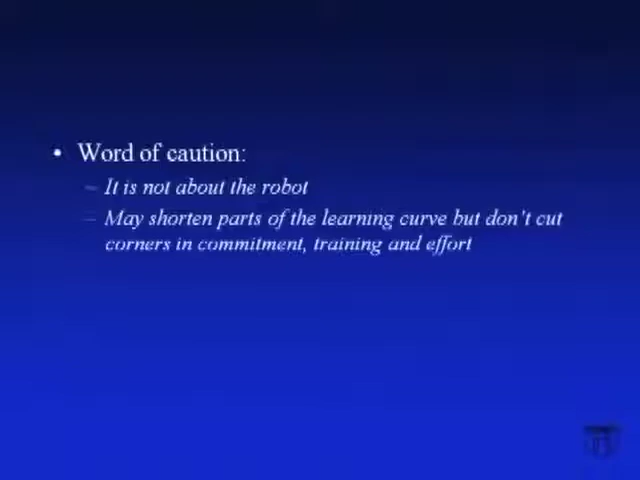 • Word of caution:
– It is not about the robot
– May shorten parts of the learning curve but don't cut
corners in commitment, training and effort